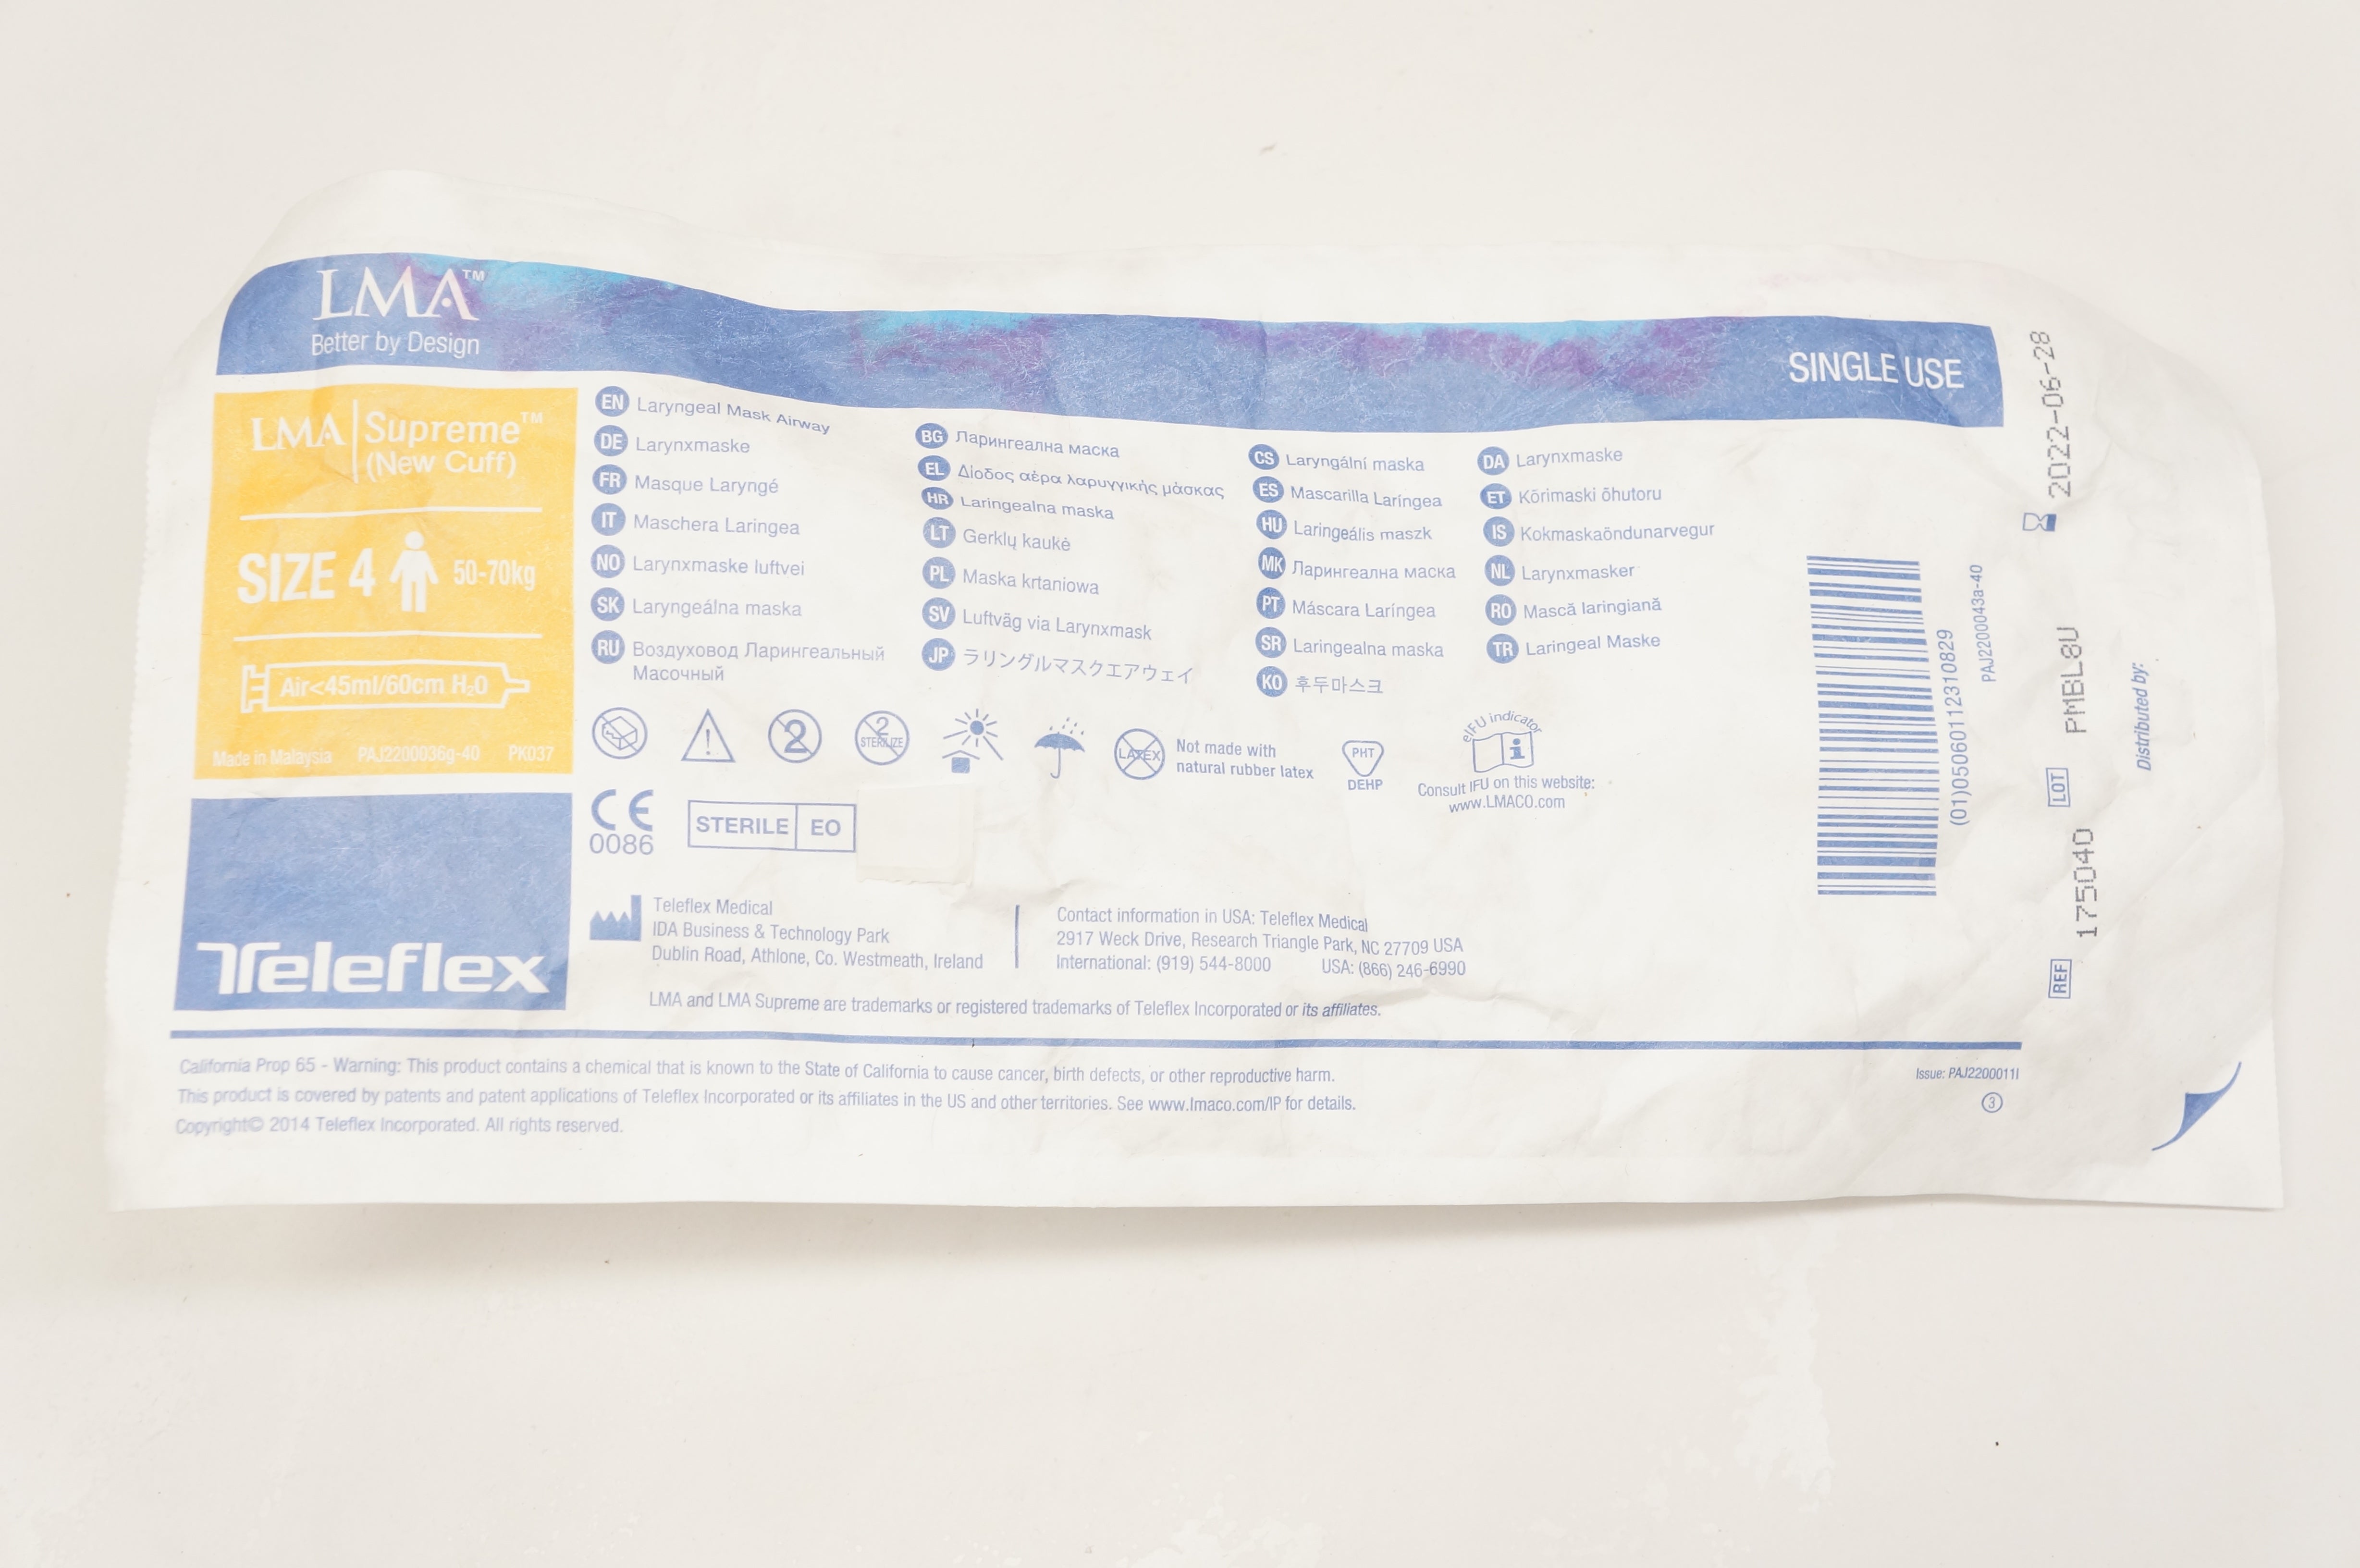 LMA™
Better by Design
SINGLE USE
LMA Supreme™
(New Cuff)
SIZE 4 50-70kg
Air<45ml/60cm H₂O
Made in Malaysia PAJ2200036g-40 PK037
Teleflex
EN Laryngeal Mask Airway
DE Larynxmaske
FR Masque Laryngé
IT Maschera Laringea
NO Larynxmaske luftvei
SK Laryngeálna maska
RU Воздуховод Ларингеальный
Масочный
BG Ларингеална маска
EL Δίοδος αέρα λαρυγγικής μάσκας
HR Laringealna maska
LT Gerklų kaukė
PL Maska krtaniowa
SV Luftväg via Larynxmask
JP ラリングルマスクエアウェイ
CS Laryngální maska
ES Mascarilla Laríngea
HU Laringeális maszk
MK Ларингеална маска
PT Máscara Laríngea
SR Laringealna maska
KO 후두마스크
DA Larynxmaske
ET Kõrimaski õhutoru
IS Kokmaskaöndunarvegur
NL Larynxmasker
RO Mască laringiană
TR Laringeal Maske
2
2
STERILIZE
LATEX
Not made with
natural rubber latex
PHT
DEHP
eIFU indicator
i
Consult IFU on this website:
www.LMACO.com
CE
0086
STERILE EO
Teleflex Medical
IDA Business & Technology Park
Dublin Road, Athlone, Co. Westmeath, Ireland
Contact information in USA: Teleflex Medical
2917 Weck Drive, Research Triangle Park, NC 27709 USA
International: (919) 544-8000 USA: (866) 246-6990
LMA and LMA Supreme are trademarks or registered trademarks of Teleflex Incorporated or its affiliates.
California Prop 65 - Warning: This product contains a chemical that is known to the State of California to cause cancer, birth defects, or other reproductive harm.
This product is covered by patents and patent applications of Teleflex Incorporated or its affiliates in the US and other territories. See www.lmaco.com/IP for details.
Copyright© 2014 Teleflex Incorporated. All rights reserved.
Issue: PAJ2200011I
3
(01)05060112310829
PAJ2200043a-40
REF 175040 LOT PMBL8U 2022-06-28
Distributed by: